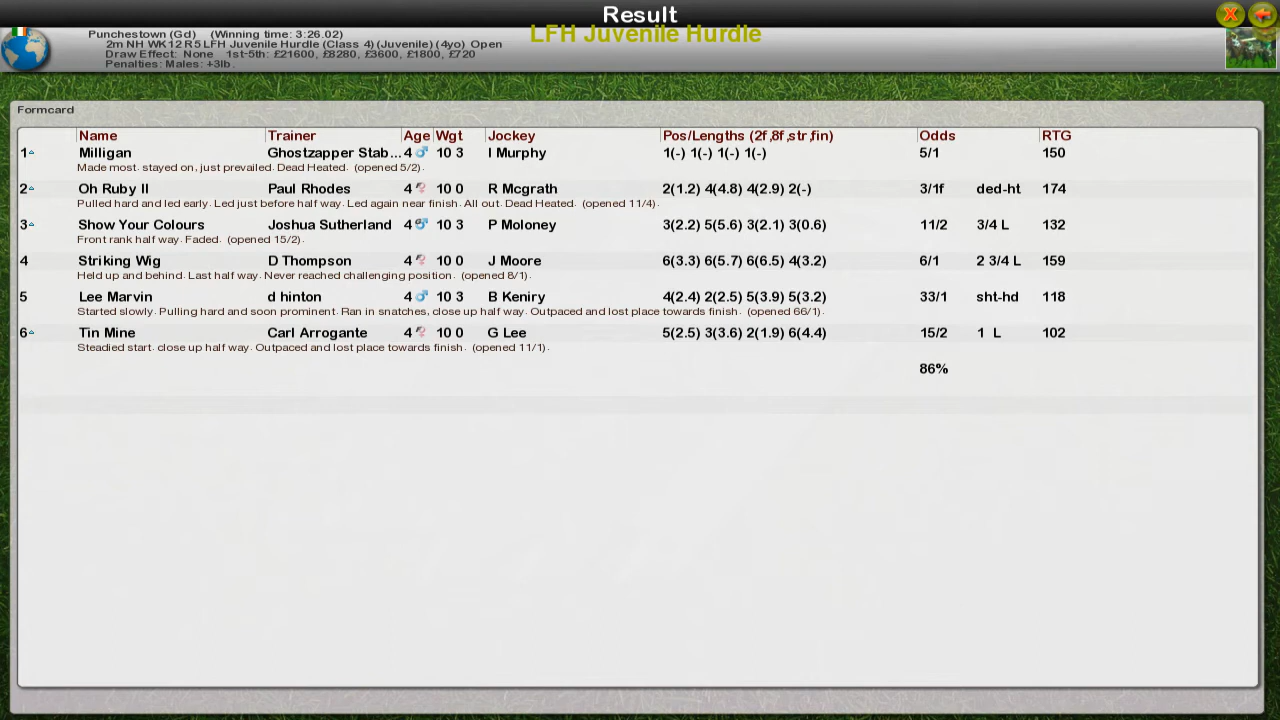 Result
LFH Juvenile Hurdle
Punchestown (Gd) (Winning time: 3:26.02)
2m NH WK12 R5 LFH Juvenile Hurdle (Class 4) (Juvenile) (4yo) Open
Draw Effect: None 1st-5th: £21600, £8280, £3600, £1800, £720
Penalties: Males: +3lb.
Formcard
Name Trainer Age Wgt Jockey Pos/Lengths (2f,8f,str,fin) Odds RTG
1 Milligan Ghostzapper Stab... 4 10 3 I Murphy 1(-) 1(-) 1(-) 1(-) 5/1 150
Made most. stayed on, just prevailed. Dead Heated. (opened 5/2).
2 Oh Ruby II Paul Rhodes 4 10 0 R Mcgrath 2(1.2) 4(4.8) 4(2.9) 2(-) 3/1f ded-ht 174
Pulled hard and led early. Led just before half way. Led again near finish. All out. Dead Heated. (opened 11/4).
3 Show Your Colours Joshua Sutherland 4 10 3 P Moloney 3(2.2) 5(5.6) 3(2.1) 3(0.6) 11/2 3/4 L 132
Front rank half way. Faded. (opened 15/2).
4 Striking Wig D Thompson 4 10 0 J Moore 6(3.3) 6(5.7) 6(6.5) 4(3.2) 6/1 2 3/4 L 159
Held up and behind. Last half way. Never reached challenging position. (opened 8/1).
5 Lee Marvin d hinton 4 10 3 B Keniry 4(2.4) 2(2.5) 5(3.9) 5(3.2) 33/1 sht-hd 118
Started slowly. Pulling hard and soon prominent. Ran in snatches, close up half way. Outpaced and lost place towards finish. (opened 66/1).
6 Tin Mine Carl Arrogante 4 10 0 G Lee 5(2.5) 3(3.6) 2(1.9) 6(4.4) 15/2 1 L 102
Steadied start. close up half way. Outpaced and lost place towards finish. (opened 11/1).
86%